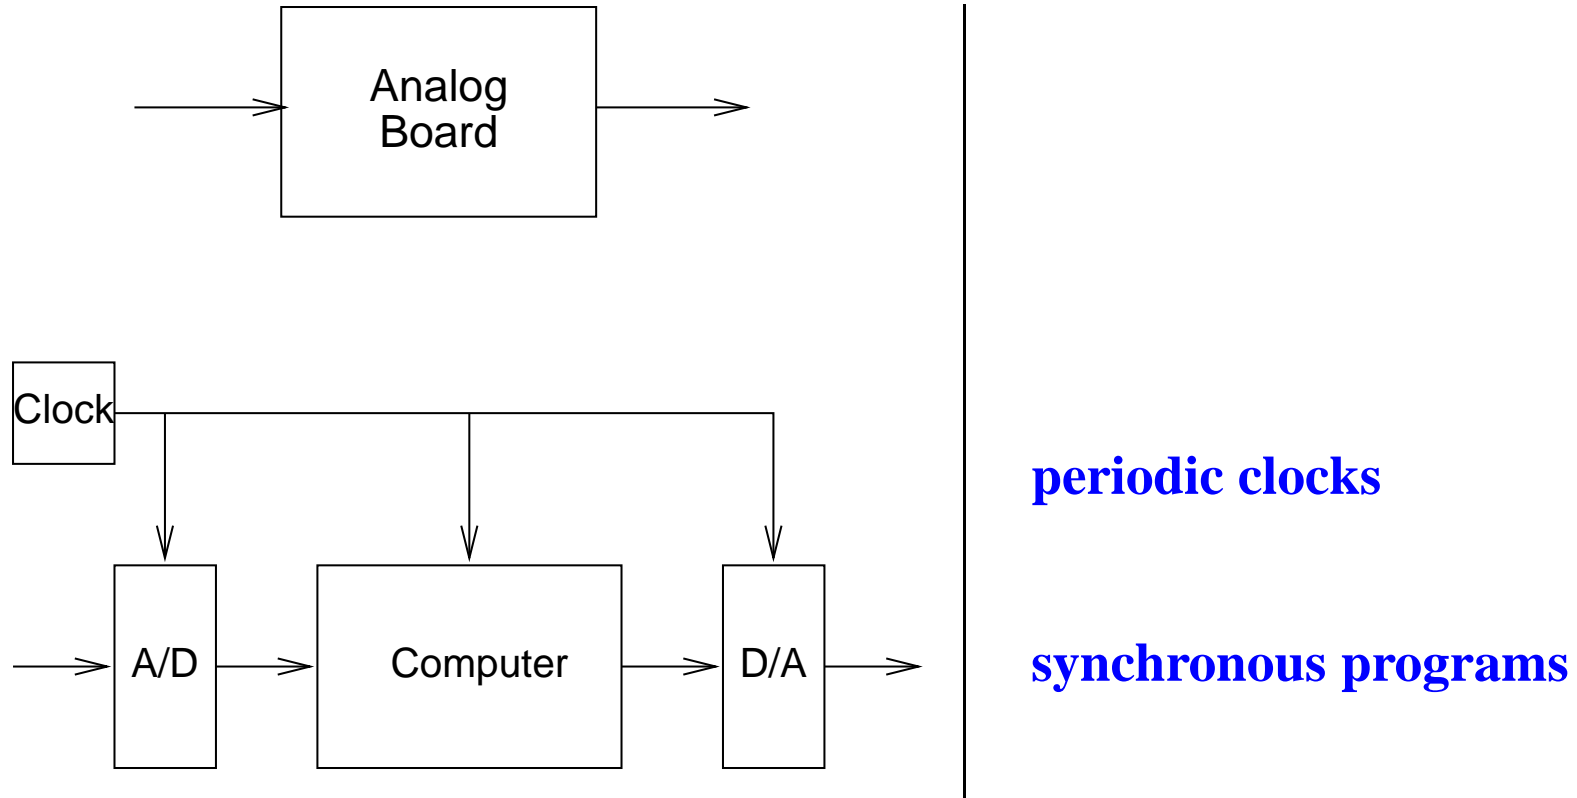 Analog
Board
Clock
periodic clocks
A/D
Computer
D/A
synchronous programs